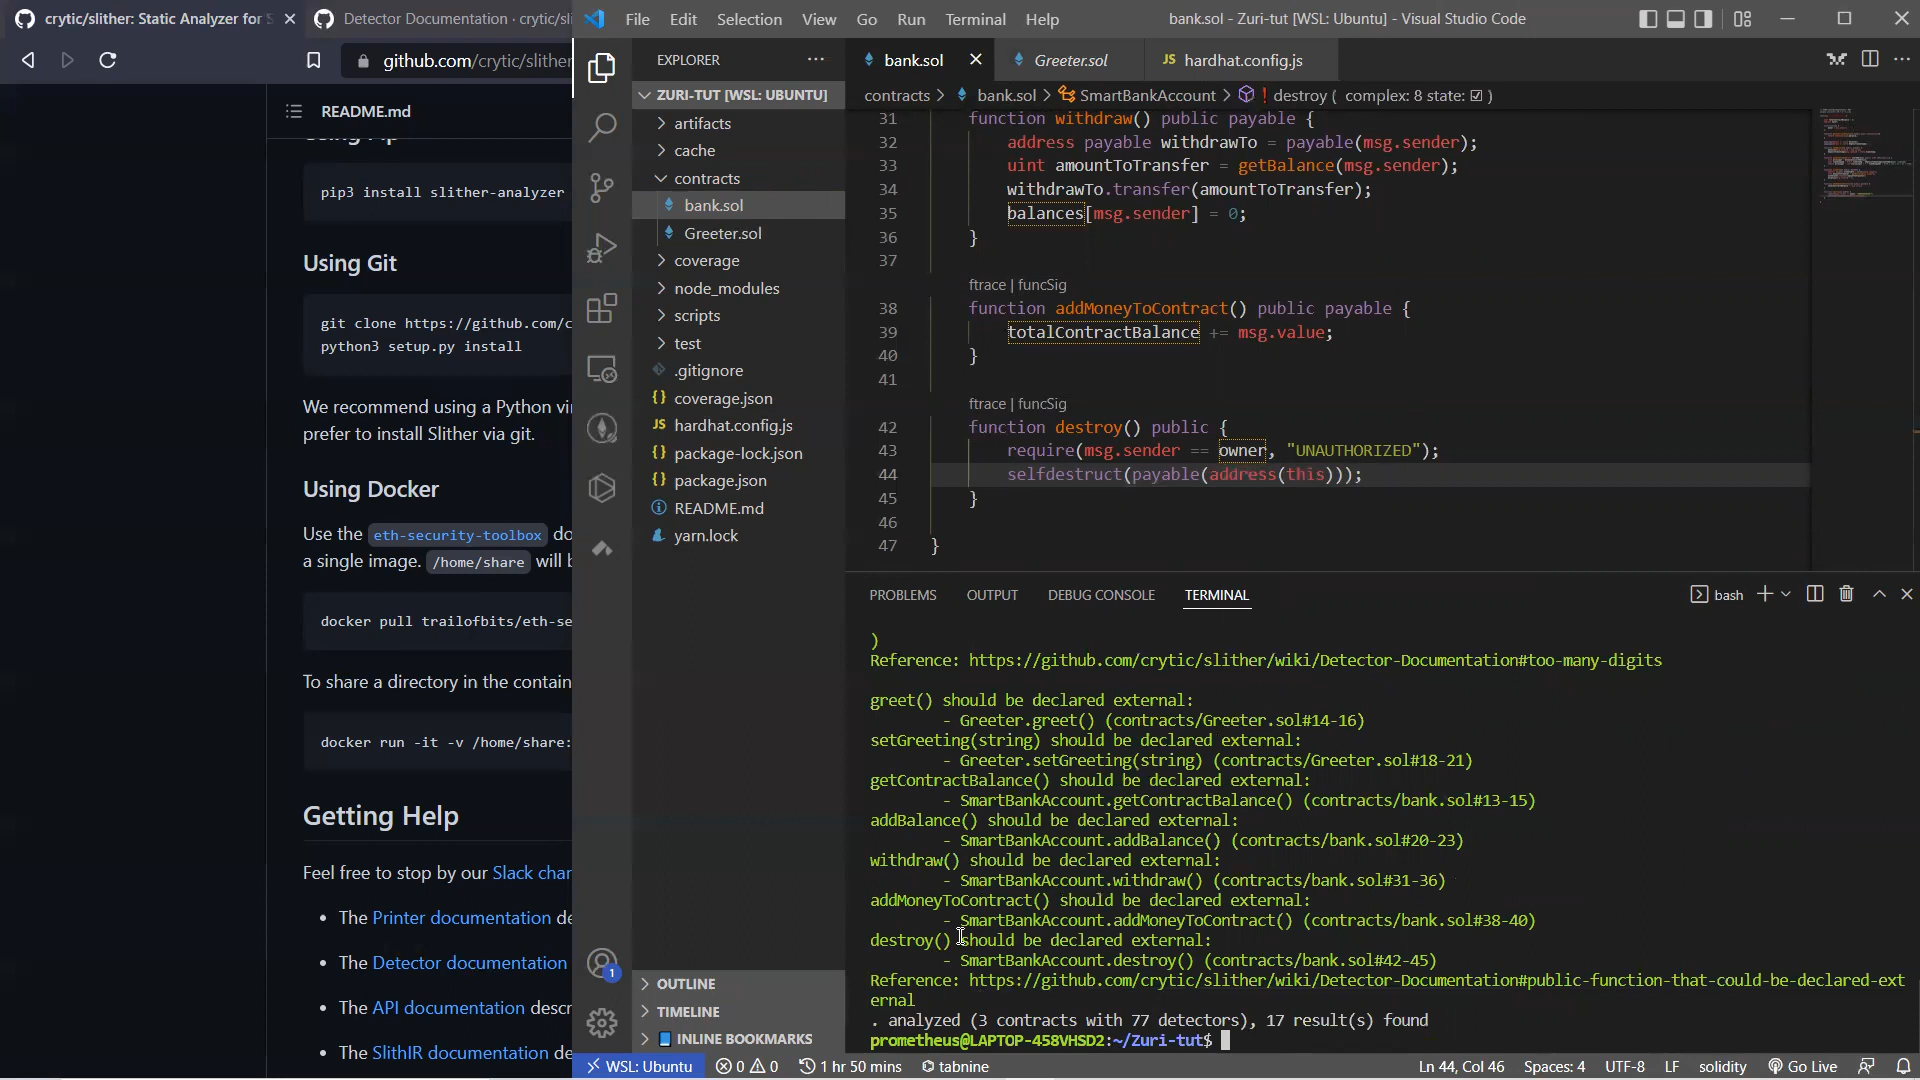 crytic/slither: Static Analyzer for
Detector Documentation · crytic/sli
github.com/crytic/slither
README.md
pip3 install slither-analyzer
Using Git
git clone https://github.com/c
python3 setup.py install
We recommend using a Python vi
prefer to install Slither via git.
Using Docker
Use the eth-security-toolbox do
a single image. /home/share will b
docker pull trailofbits/eth-se
To share a directory in the contain
docker run -it -v /home/share:
Getting Help
Feel free to stop by our Slack char
• The Printer documentation de
• The Detector documentation
• The API documentation descr
• The SlithIR documentation de
File Edit Selection View Go Run Terminal Help
bank.sol - Zuri-tut [WSL: Ubuntu] - Visual Studio Code
EXPLORER
ZURI-TUT [WSL: UBUNTU]
artifacts
cache
contracts
bank.sol
Greeter.sol
coverage
node_modules
scripts
test
.gitignore
{} coverage.json
JS hardhat.config.js
{} package-lock.json
{} package.json
README.md
yarn.lock
OUTLINE
TIMELINE
INLINE BOOKMARKS
1
bank.sol
Greeter.sol
JS hardhat.config.js
contracts > bank.sol > SmartBankAccount > ! destroy ( complex: 8 state: ☑ )
31 function withdraw() public payable {
32 address payable withdrawTo = payable(msg.sender);
33 uint amountToTransfer = getBalance(msg.sender);
34 withdrawTo.transfer(amountToTransfer);
35 balances[msg.sender] = 0;
36 }
37
ftrace | funcSig
38 function addMoneyToContract() public payable {
39 totalContractBalance += msg.value;
40 }
41
ftrace | funcSig
42 function destroy() public {
43 require(msg.sender == owner, "UNAUTHORIZED");
44 selfdestruct(payable(address(this)));
45 }
46
47 }
PROBLEMS OUTPUT DEBUG CONSOLE TERMINAL
bash
)
Reference: https://github.com/crytic/slither/wiki/Detector-Documentation#too-many-digits
greet() should be declared external:
- Greeter.greet() (contracts/Greeter.sol#14-16)
setGreeting(string) should be declared external:
- Greeter.setGreeting(string) (contracts/Greeter.sol#18-21)
getContractBalance() should be declared external:
- SmartBankAccount.getContractBalance() (contracts/bank.sol#13-15)
addBalance() should be declared external:
- SmartBankAccount.addBalance() (contracts/bank.sol#20-23)
withdraw() should be declared external:
- SmartBankAccount.withdraw() (contracts/bank.sol#31-36)
addMoneyToContract() should be declared external:
- SmartBankAccount.addMoneyToContract() (contracts/bank.sol#38-40)
destroy() should be declared external:
- SmartBankAccount.destroy() (contracts/bank.sol#42-45)
Reference: https://github.com/crytic/slither/wiki/Detector-Documentation#public-function-that-could-be-declared-ext
ernal
. analyzed (3 contracts with 77 detectors), 17 result(s) found
prometheus@LAPTOP-458VHSD2:~/Zuri-tut$
WSL: Ubuntu 0 0 1 hr 50 mins tabnine
Ln 44, Col 46 Spaces: 4 UTF-8 LF solidity Go Live